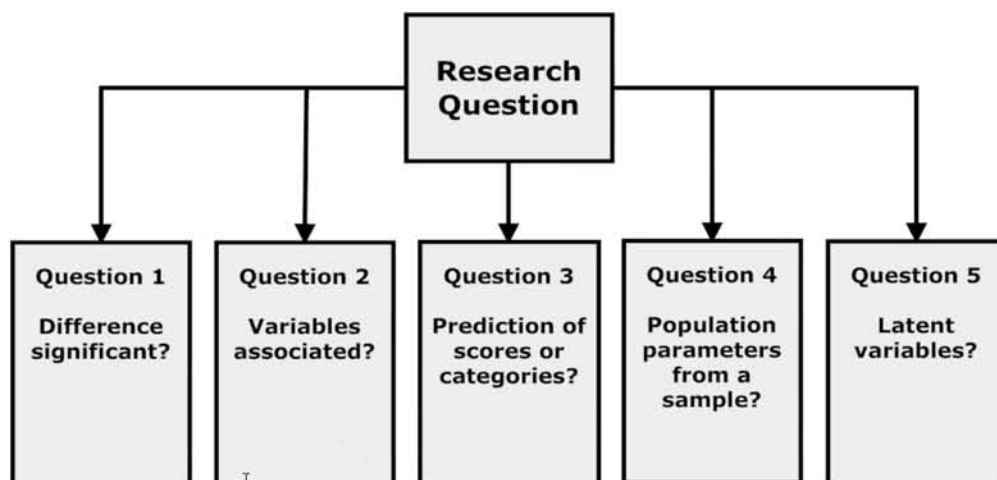 Research
Question
Question 1
Difference
significant?
Question 2
Variables
associated?
Question 3
Prediction of
scores or
categories?
Question 4
Population
parameters
from a
sample?
Question 5
Latent
variables?